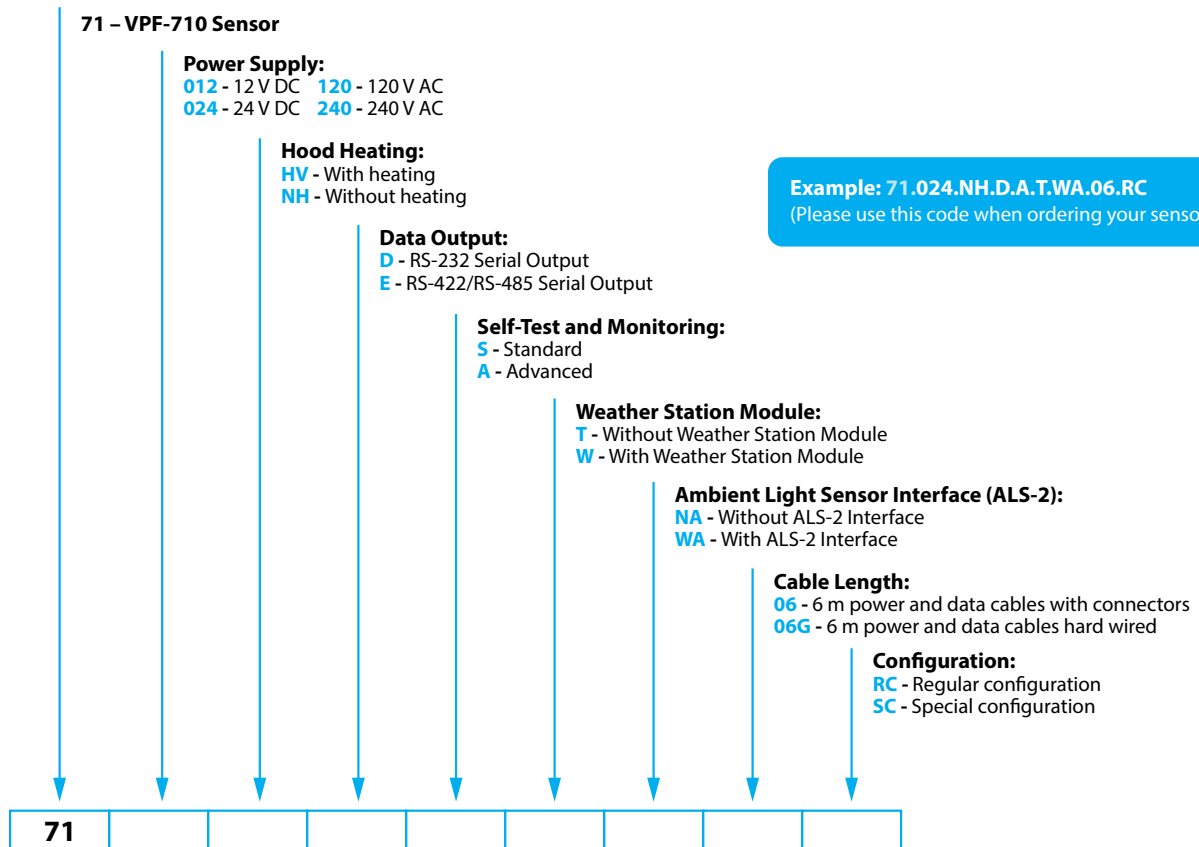 71 – VPF-710 Sensor
Power Supply:
012 - 12 V DC 120 - 120 V AC
024 - 24 V DC 240 - 240 V AC
Hood Heating:
HV - With heating
NH - Without heating
Example: 71.024.NH.D.A.T.WA.06.RC
(Please use this code when ordering your senso
Data Output:
D - RS-232 Serial Output
E - RS-422/RS-485 Serial Output
Self-Test and Monitoring:
S - Standard
A - Advanced
Weather Station Module:
T - Without Weather Station Module
W - With Weather Station Module
Ambient Light Sensor Interface (ALS-2):
NA - Without ALS-2 Interface
WA - With ALS-2 Interface
Cable Length:
06 - 6 m power and data cables with connectors
06G - 6 m power and data cables hard wired
Configuration:
RC - Regular configuration
SC - Special configuration
71